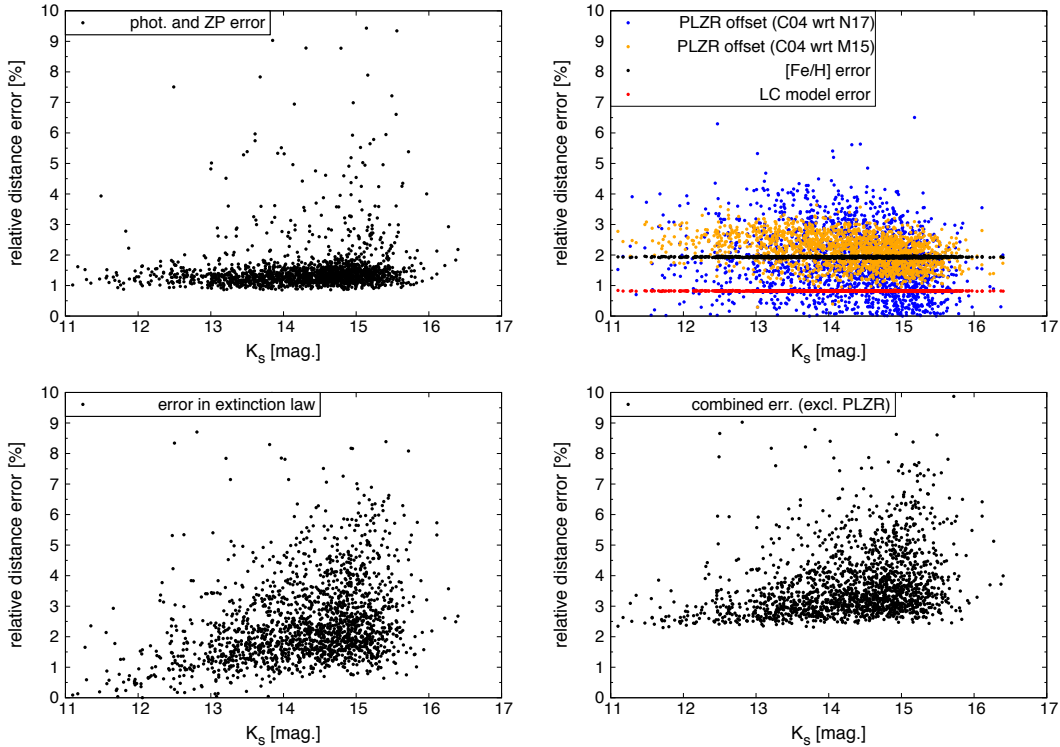 phot. and ZP error
relative distance error [%]
10
9
8
7
6
5
4
3
2
1
0
11 12 13 14 15 16 17
K_s [mag.]
PLZR offset (C04 wrt N17)
PLZR offset (C04 wrt M15)
[Fe/H] error
LC model error
relative distance error [%]
10
9
8
7
6
5
4
3
2
1
0
11 12 13 14 15 16 17
K_s [mag.]
error in extinction law
relative distance error [%]
10
9
8
7
6
5
4
3
2
1
0
11 12 13 14 15 16 17
K_s [mag.]
combined err. (excl. PLZR)
relative distance error [%]
10
9
8
7
6
5
4
3
2
1
0
11 12 13 14 15 16 17
K_s [mag.]